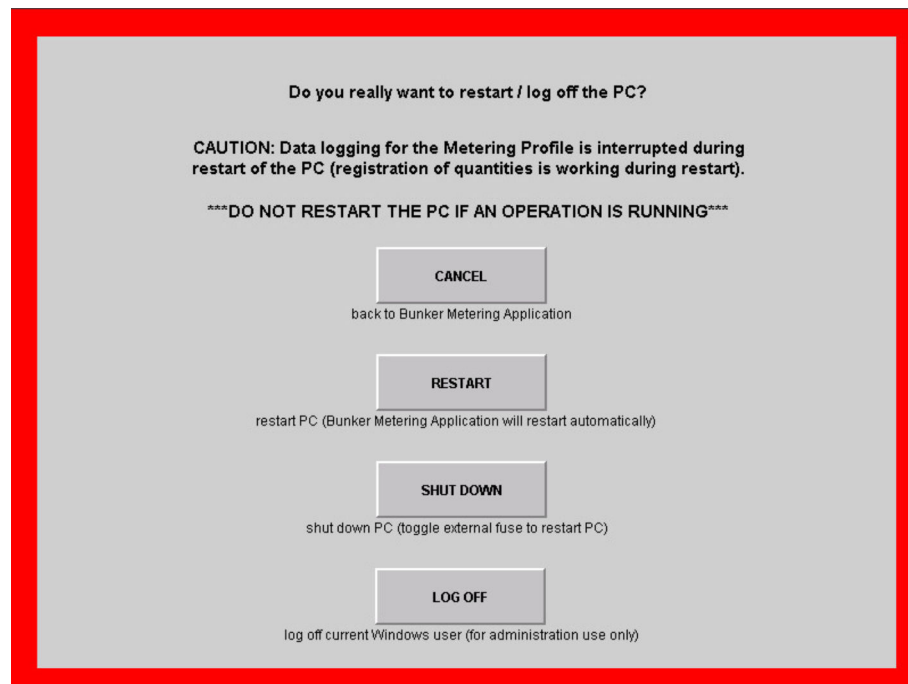 Do you really want to restart / log off the PC?
CAUTION: Data logging for the Metering Profile is interrupted during
restart of the PC (registration of quantities is working during restart).
***DO NOT RESTART THE PC IF AN OPERATION IS RUNNING***
CANCEL
back to Bunker Metering Application
RESTART
restart PC (Bunker Metering Application will restart automatically)
SHUT DOWN
shut down PC (toggle external fuse to restart PC)
LOG OFF
log off current Windows user (for administration use only)